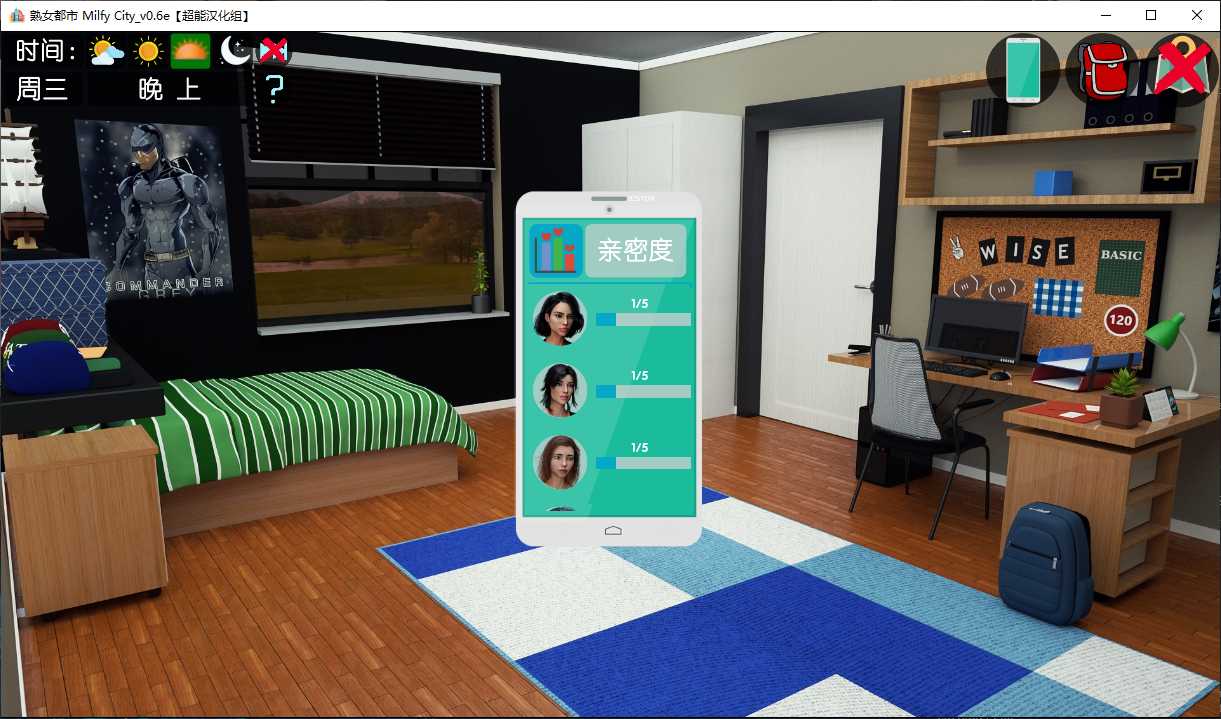 熟女都市 Milfy City_v0.6e【超能汉化组】
时间:
周三
晚 上
?
COMMANDER
GREY
亲密度
1/5
1/5
1/5
WISE
BASIC
120